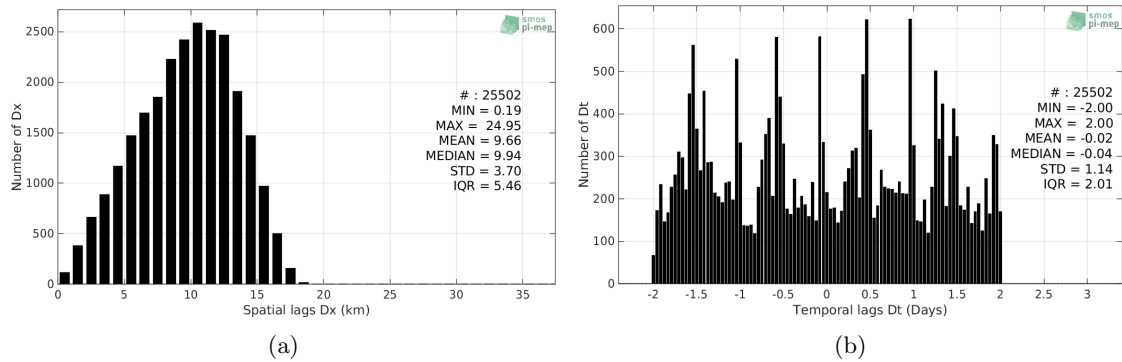 smos
pi-mep
2500
2000
1500
1000
500
0
Number of Dx
# : 25502
MIN = 0.19
MAX = 24.95
MEAN = 9.66
MEDIAN = 9.94
STD = 3.70
IQR = 5.46
0 5 10 15 20 25 30 35
Spatial lags Dx (km)
(a)
smos
pi-mep
600
500
400
300
200
100
0
Number of Dt
# : 25502
MIN = -2.00
MAX = 2.00
MEAN = -0.02
MEDIAN = -0.04
STD = 1.14
IQR = 2.01
-2 -1.5 -1 -0.5 0 0.5 1 1.5 2 2.5 3
Temporal lags Dt (Days)
(b)